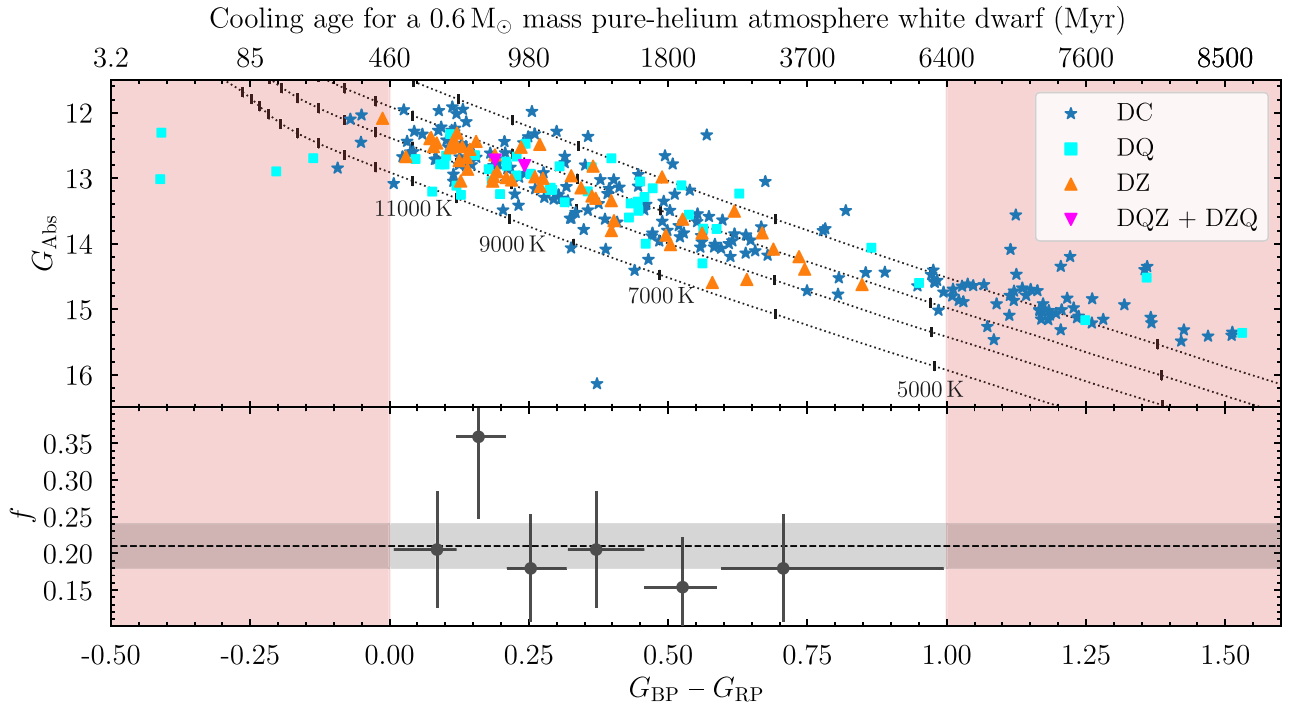 Cooling age for a 0.6 M⊙ mass pure-helium atmosphere white dwarf (Myr)
3.2 85 460 980 1800 3700 6400 7600 8500
12
13
14
15
16
G_Abs
DC
DQ
DZ
DQZ + DZQ
11000 K
9000 K
7000 K
5000 K
0.35
0.30
0.25
0.20
0.15
f
-0.50 -0.25 0.00 0.25 0.50 0.75 1.00 1.25 1.50
G_BP − G_RP